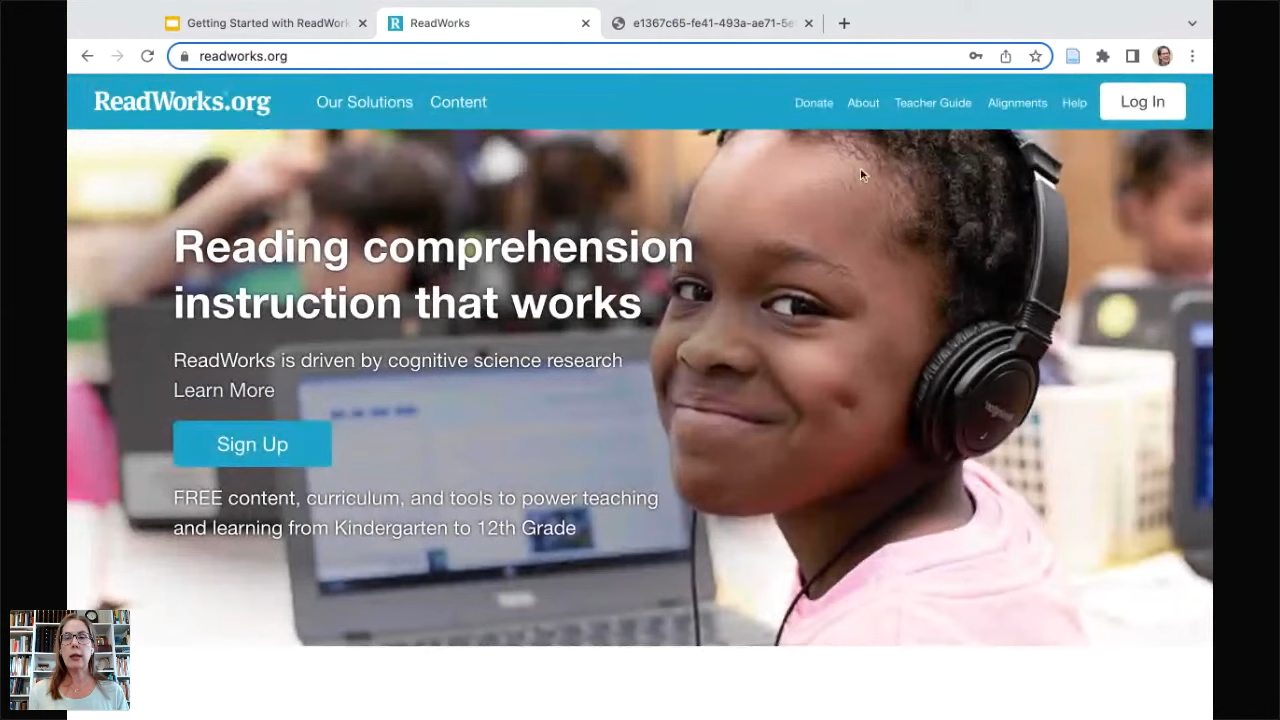 Getting Started with ReadWork
ReadWorks
e1367c65-fe41-493a-ae71-5e
readworks.org
ReadWorks.org
Our Solutions
Content
Donate
About
Teacher Guide
Alignments
Help
Log In
Reading comprehension
instruction that works
ReadWorks is driven by cognitive science research
Learn More
Sign Up
FREE content, curriculum, and tools to power teaching
and learning from Kindergarten to 12th Grade